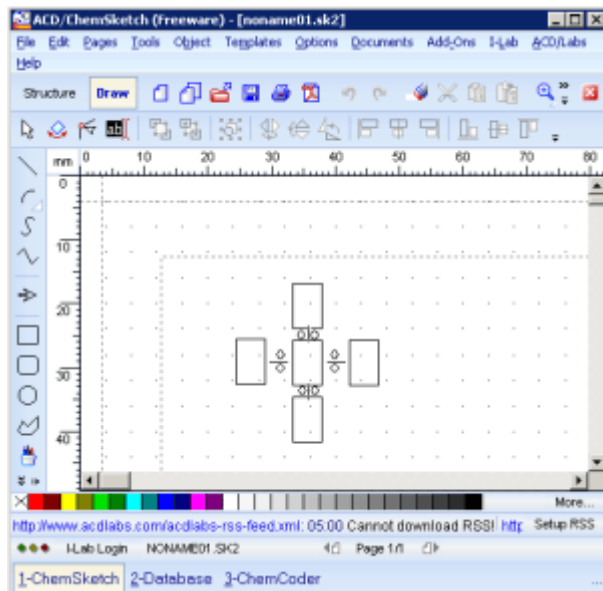 ACD/ChemSketch (Freeware) - [noname01.sk2]
File Edit Pages Tools Object Templates Options Documents Add-Ons I-Lab ACD/Labs
Help
Structure Draw
ab
mm 0 10 20 30 40 50 60 70 80
0
10
20
30
40
More...
http://www.acdlabs.com/acdlabs-rss-feed.xml: 05:00 Cannot download RSS! http Setup RSS
I-Lab Login NONAME01.SK2 Page 1/1
1-ChemSketch 2-Database 3-ChemCoder ...